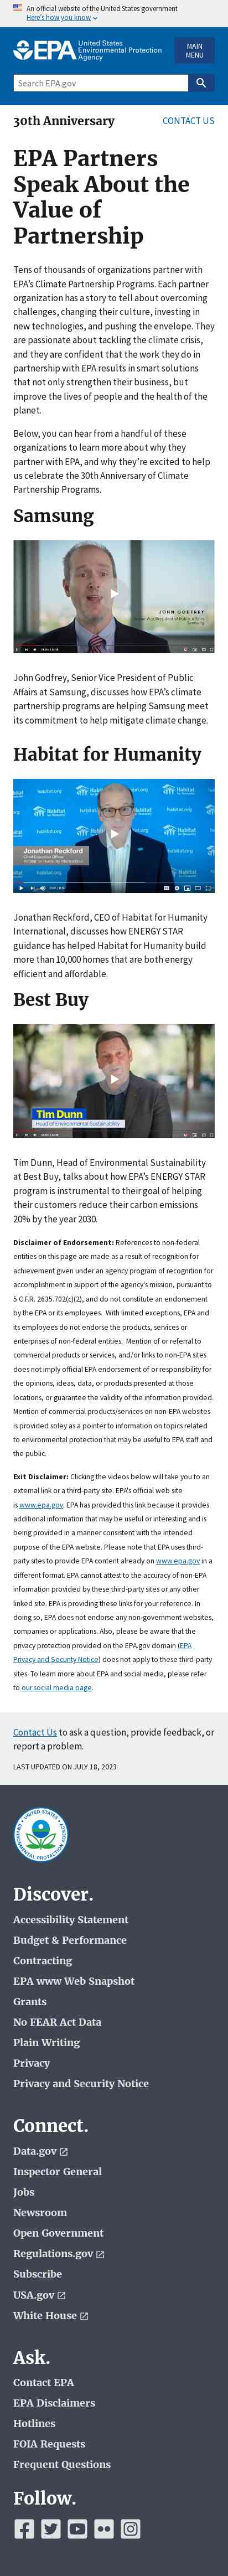 An official website of the United States government
Here's how you know
EPA United States
Environmental Protection
Agency
MAIN
MENU
Search EPA.gov
30th Anniversary
CONTACT US
EPA Partners
Speak About the
Value of
Partnership
Tens of thousands of organizations partner with
EPA's Climate Partnership Programs. Each partner
organization has a story to tell about overcoming
challenges, changing their culture, investing in
new technologies, and pushing the envelope. They
are passionate about tackling the climate crisis,
and are confident that the work they do in
partnership with EPA results in smart solutions
that not only strengthen their business, but
improve the lives of people and the health of the
planet.
Below, you can hear from a handful of these
organizations to learn more about why they
partner with EPA, and why they're excited to help
us celebrate the 30th Anniversary of Climate
Partnership Programs.
Samsung
JOHN GODFREY
Senior Vice President of Public Affairs
Samsung
John Godfrey, Senior Vice President of Public
Affairs at Samsung, discusses how EPA's climate
partnership programs are helping Samsung meet
its commitment to help mitigate climate change.
Habitat for Humanity
habitat.org
Habitat for Humanity
Jonathan Reckford
Chief Executive Officer
Habitat for Humanity International
Jonathan Reckford, CEO of Habitat for Humanity
International, discusses how ENERGY STAR
guidance has helped Habitat for Humanity build
more than 10,000 homes that are both energy
efficient and affordable.
Best Buy
Tim Dunn
Head of Environmental Sustainability
Tim Dunn, Head of Environmental Sustainability
at Best Buy, talks about how EPA's ENERGY STAR
program is instrumental to their goal of helping
their customers reduce their carbon emissions
20% by the year 2030.
Disclaimer of Endorsement: References to non-federal
entities on this page are made as a result of recognition for
achievement given under an agency program of recognition for
accomplishment in support of the agency's mission, pursuant to
5 C.F.R. 2635.702(c)(2), and do not constitute an endorsement
by the EPA or its employees. With limited exceptions, EPA and
its employees do not endorse the products, services or
enterprises of non-federal entities. Mention of or referral to
commercial products or services, and/or links to non-EPA sites
does not imply official EPA endorsement of or responsibility for
the opinions, ideas, data, or products presented at those
locations, or guarantee the validity of the information provided.
Mention of commercial products/services on non-EPA websites
is provided soley as a pointer to information on topics related
to environmental protection that may be useful to EPA staff and
the public.
Exit Disclaimer: Clicking the videos below will take you to an
external link or a third-party site. EPA's official web site
is www.epa.gov. EPA has provided this link because it provides
additional information that may be useful or interesting and is
being provided in a manner consistent with the intended
purpose of the EPA website. Please note that EPA uses third-
party sites to provide EPA content already on www.epa.gov in a
different format. EPA cannot attest to the accuracy of non-EPA
information provided by these third-party sites or any other
linked site. EPA is providing these links for your reference. In
doing so, EPA does not endorse any non-government websites,
companies or applications. Also, please be aware that the
privacy protection provided on the EPA.gov domain (EPA
Privacy and Security Notice) does not apply to these third-party
sites. To learn more about EPA and social media, please refer
to our social media page.
Contact Us to ask a question, provide feedback, or
report a problem.
LAST UPDATED ON JULY 18, 2023
Discover.
Accessibility Statement
Budget & Performance
Contracting
EPA www Web Snapshot
Grants
No FEAR Act Data
Plain Writing
Privacy
Privacy and Security Notice
Connect.
Data.gov
Inspector General
Jobs
Newsroom
Open Government
Regulations.gov
Subscribe
USA.gov
White House
Ask.
Contact EPA
EPA Disclaimers
Hotlines
FOIA Requests
Frequent Questions
Follow.